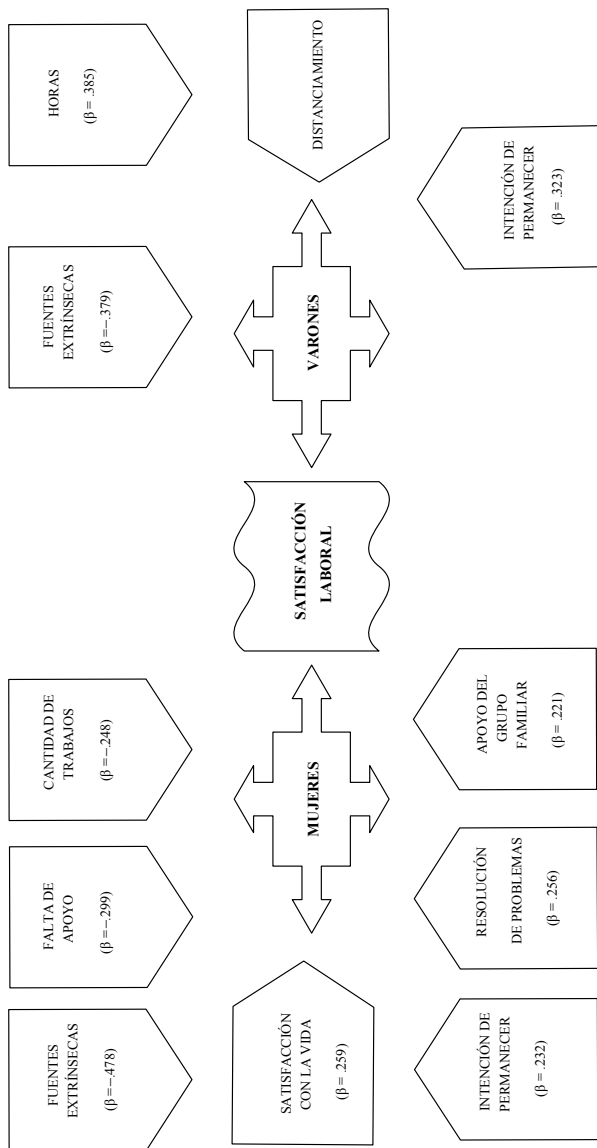 FUENTES
EXTRÍNSECAS
(β=–.478)
FALTA DE
APOYO
(β=–.299)
CANTIDAD DE
TRABAJOS
(β=–.248)
FUENTES
EXTRÍNSECAS
(β=–.379)
HORAS
(β = .385)
SATISFACCIÓN
CON LA VIDA
(β = .259)
MUJERES
SATISFACCIÓN
LABORAL
VARONES
DISTANCIAMIENTO
INTENCIÓN DE
PERMANECER
(β = .232)
RESOLUCIÓN
DE PROBLEMAS
(β = .256)
APOYO DEL
GRUPO
FAMILIAR
(β = .221)
INTENCIÓN DE
PERMANECER
(β = .323)